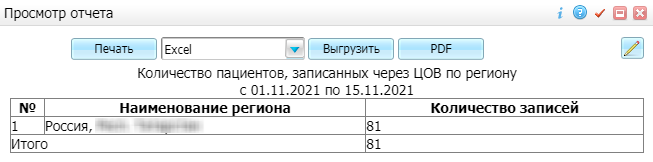 Просмотр отчета
Печать Excel Выгрузить PDF
Количество пациентов, записанных через ЦОВ по региону
с 01.11.2021 по 15.11.2021
№ Наименование региона Количество записей
1 Россия, 81
Итого 81